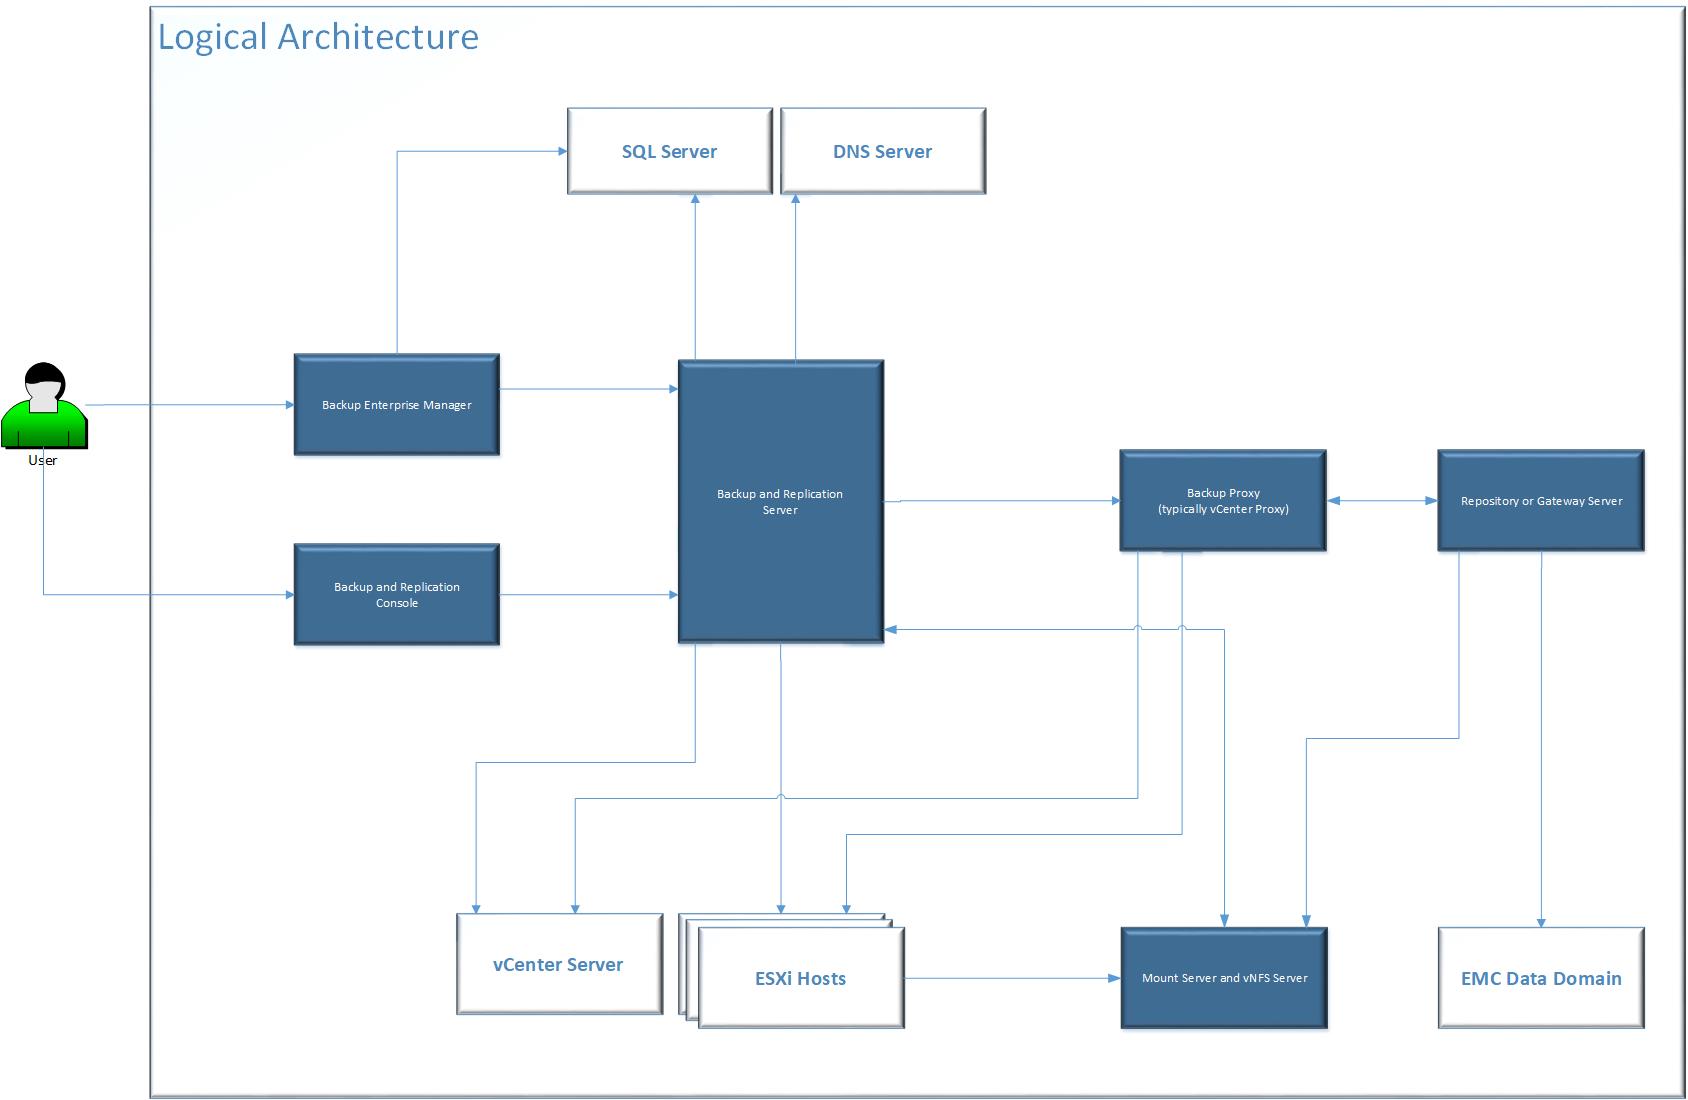 Logical Architecture
SQL Server
DNS Server
User
Backup Enterprise Manager
Backup and Replication
Server
Backup Proxy
(typically vCenter Proxy)
Repository or Gateway Server
Backup and Replication
Console
vCenter Server
ESXi Hosts
Mount Server and vNFS Server
EMC Data Domain